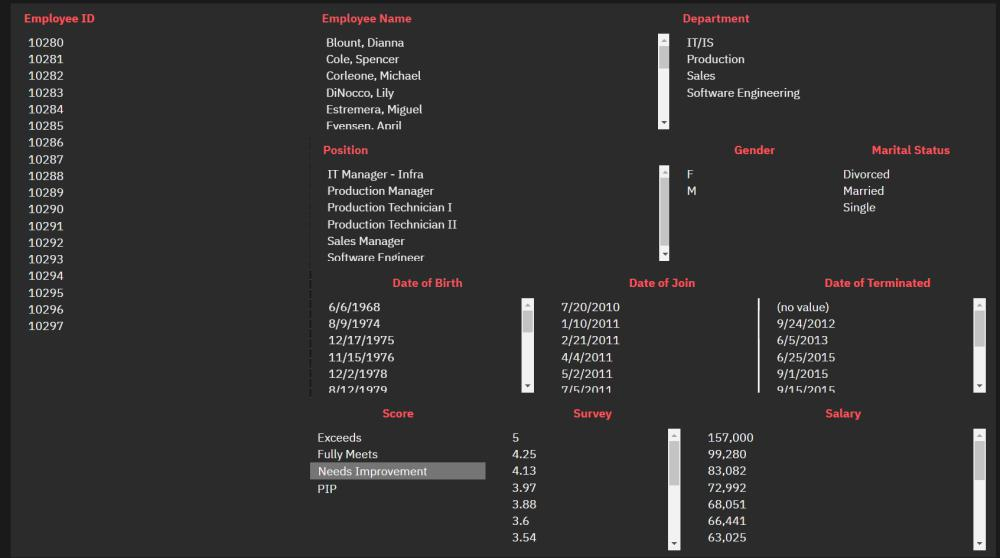 Employee ID
10280
10281
10282
10283
10284
10285
10286
10287
10288
10289
10290
10291
10292
10293
10294
10295
10296
10297
Employee Name
Blount, Dianna
Cole, Spencer
Corleone, Michael
DiNocco, Lily
Estremera, Miguel
Evensen, April
Department
IT/IS
Production
Sales
Software Engineering
Position
IT Manager - Infra
Production Manager
Production Technician I
Production Technician II
Sales Manager
Software Engineer
Gender
F
M
Marital Status
Divorced
Married
Single
Date of Birth
6/6/1968
8/9/1974
12/17/1975
11/15/1976
12/2/1978
8/12/1979
Date of Join
7/20/2010
1/10/2011
2/21/2011
4/4/2011
5/2/2011
7/5/2011
Date of Terminated
(no value)
9/24/2012
6/5/2013
6/25/2015
9/1/2015
9/15/2015
Score
Exceeds
Fully Meets
Needs Improvement
PIP
Survey
5
4.25
4.13
3.97
3.88
3.6
3.54
Salary
157,000
99,280
83,082
72,992
68,051
66,441
63,025